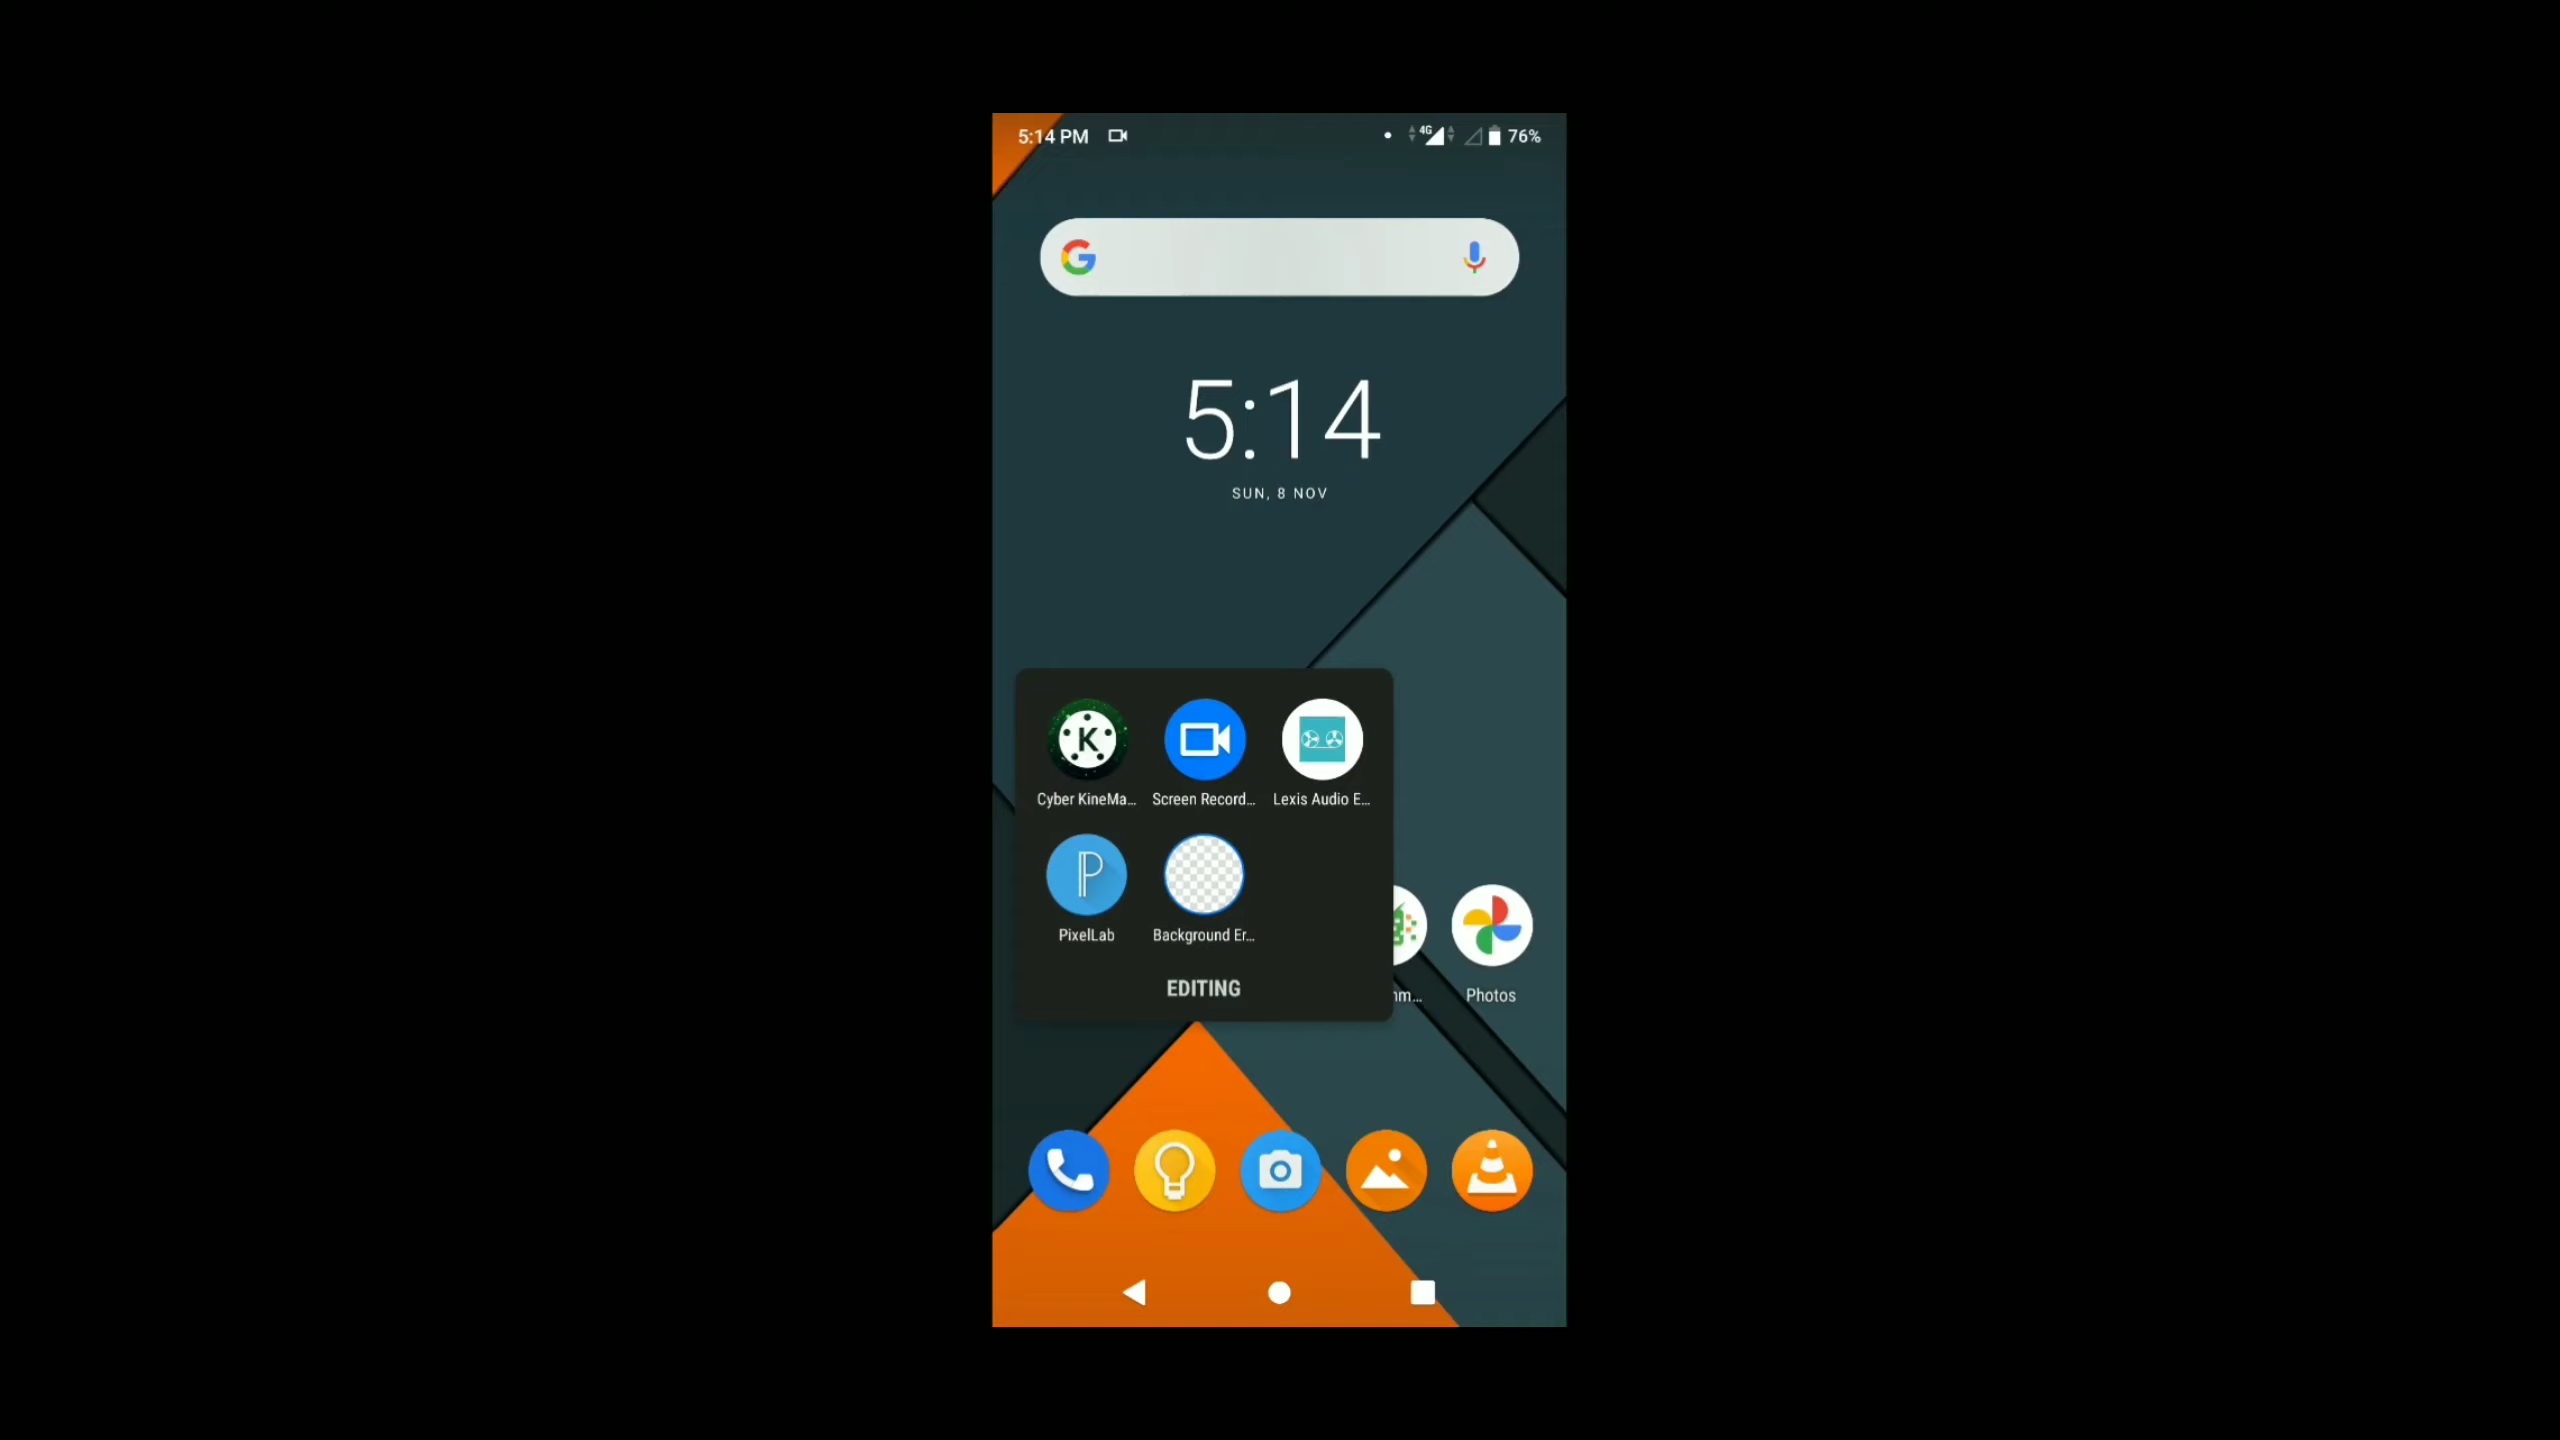 5:14 PM
4G
76%
5:14
SUN, 8 NOV
Cyber KineMa...
Screen Record...
Lexis Audio E...
PixelLab
Background Er...
EDITING
Photos